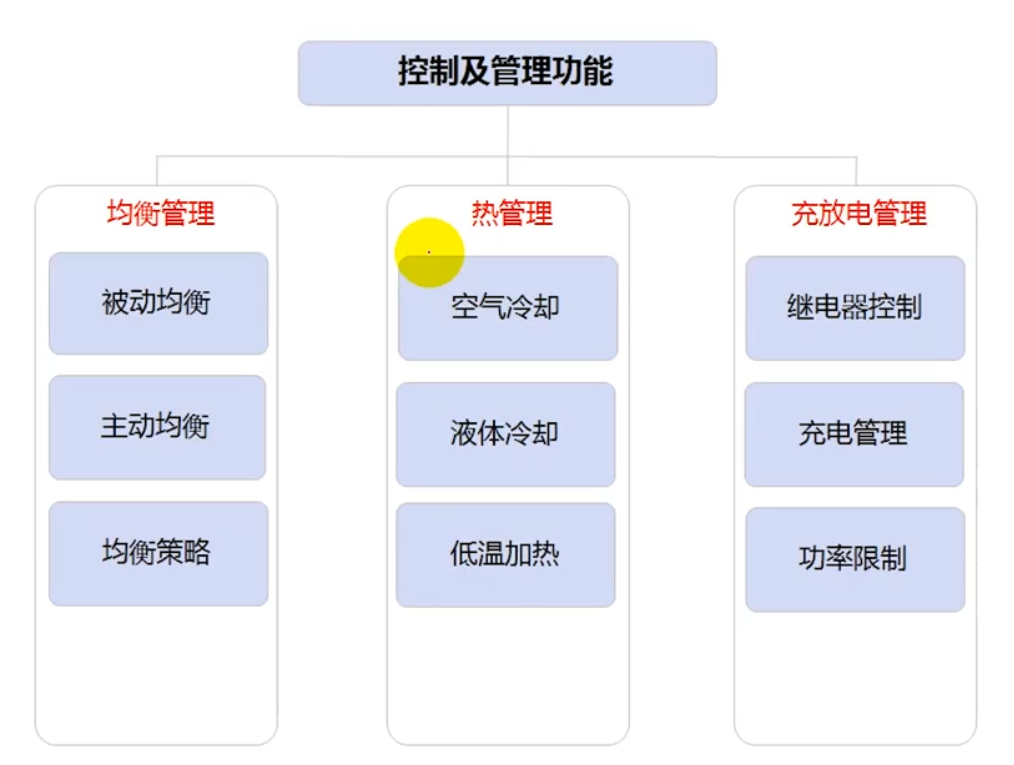 控制及管理功能
均衡管理
被动均衡
主动均衡
均衡策略
热管理
空气冷却
液体冷却
低温加热
充放电管理
继电器控制
充电管理
功率限制